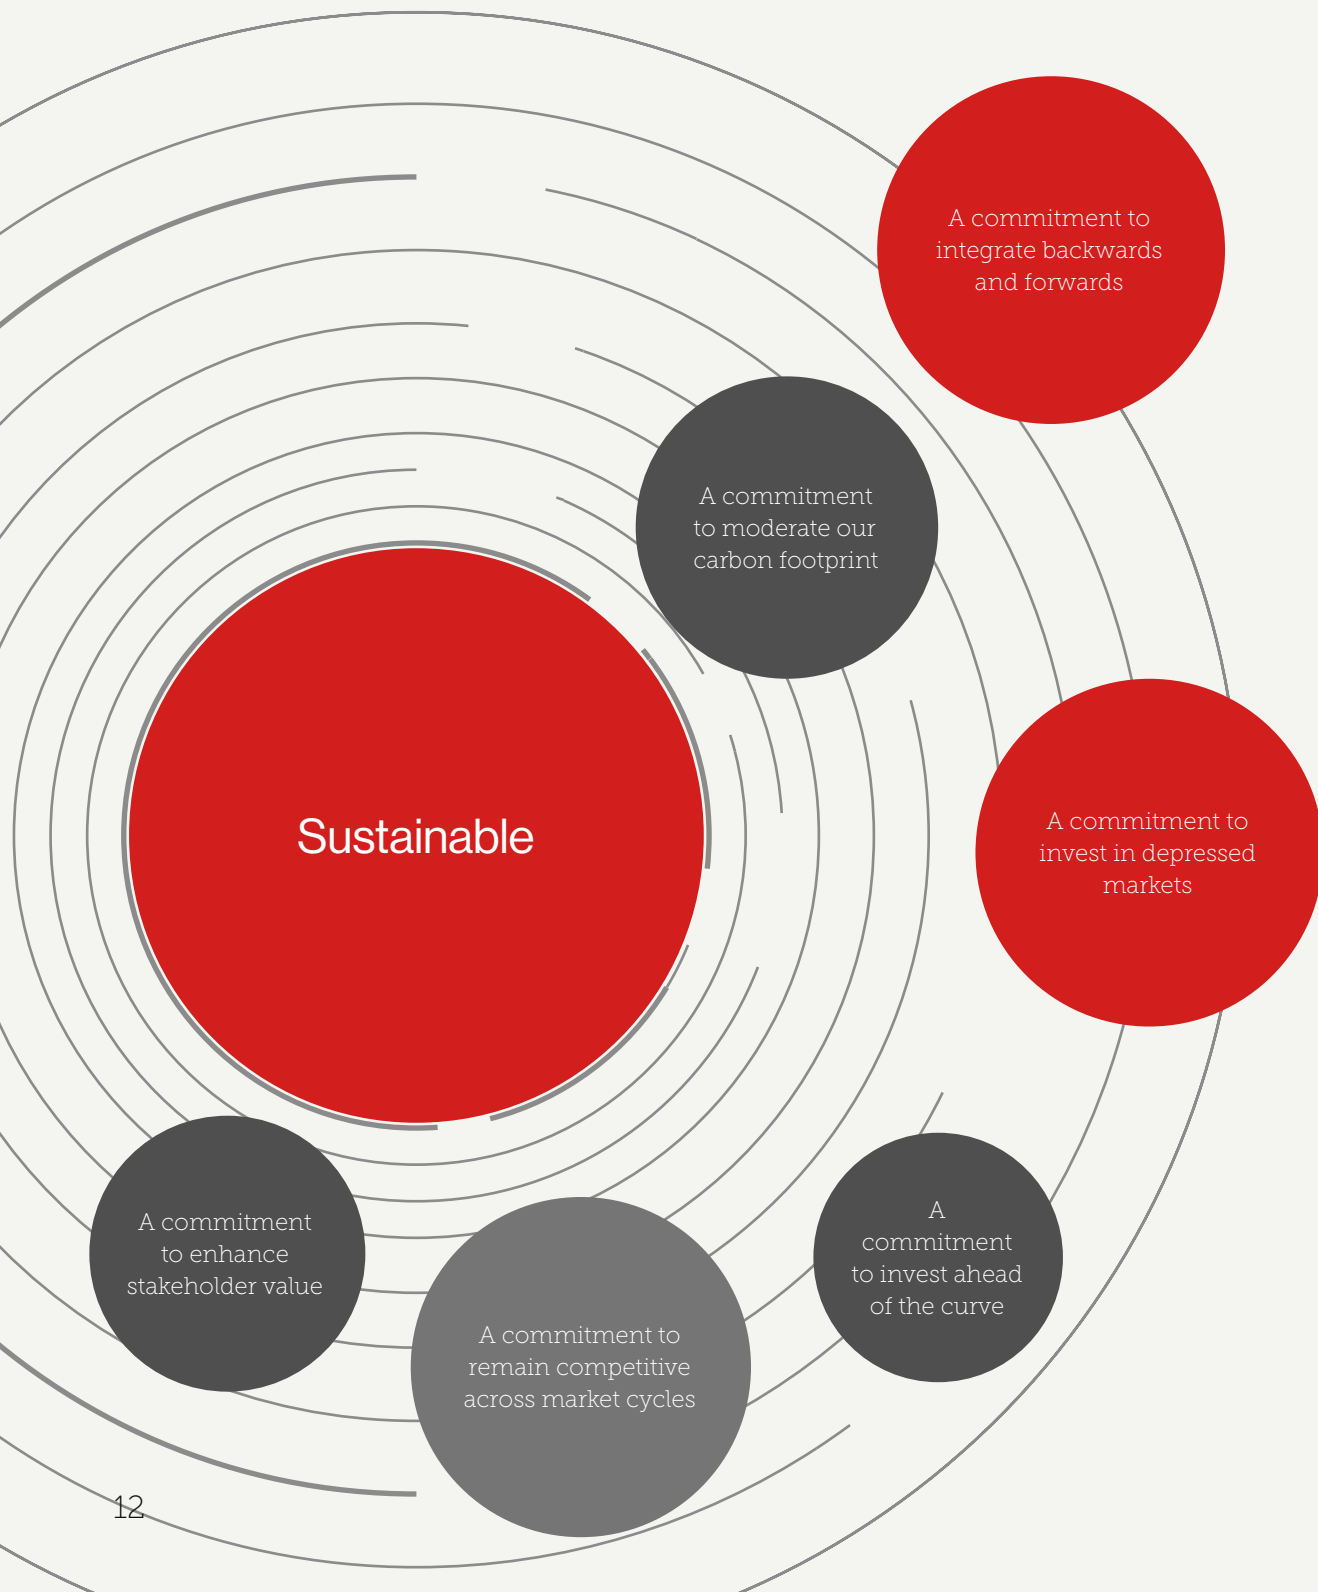 A commitment to
integrate backwards
and forwards
A commitment
to moderate our
carbon footprint
Sustainable
A commitment to
invest in depressed
markets
A
commitment
to invest ahead
of the curve
A commitment
to enhance
stakeholder value
A commitment to
remain competitive
across market cycles
12